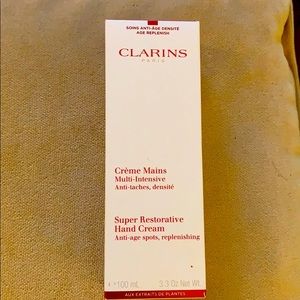 SOINS ANTI-ÂGE DENSITÉ
AGE REPLENISH
CLARINS
PARIS
Crème Mains
Multi-Intensive
Anti-taches, densité
Super Restorative
Hand Cream
Anti-age spots, replenishing
100 mL 3.3 Oz Net Wt.
AUX EXTRAITS DE PLANTES